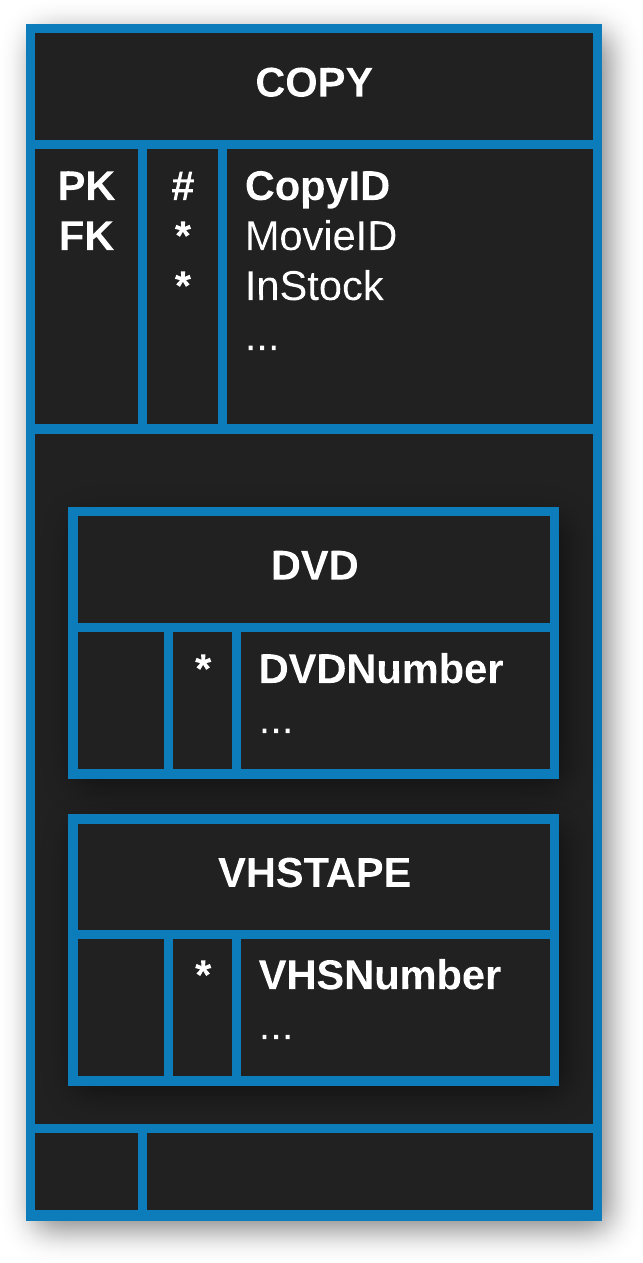 COPY
PK # CopyID
FK * MovieID
* InStock
...
DVD
* DVDNumber
...
VHSTAPE
* VHSNumber
...